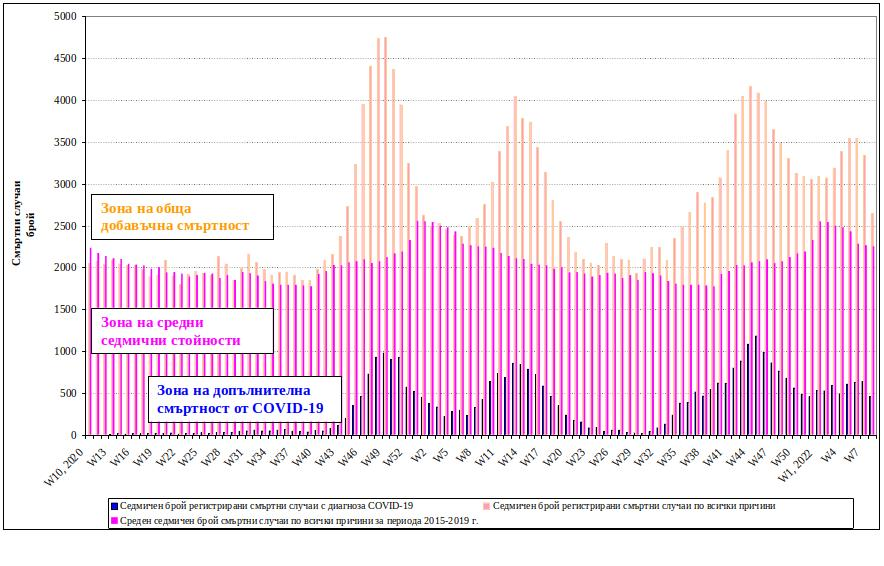 5000
4500
4000
3500
3000
2500
2000
1500
1000
500
0
Смъртни случаи
брой
Зона на обща
добавъчна смъртност
Зона на средни
седмични стойности
Зона на допълнителна
смъртност от COVID-19
W10, 2020
W13
W16
W19
W22
W25
W28
W31
W34
W37
W40
W43
W46
W49
W52
W2
W5
W8
W11
W14
W17
W20
W23
W26
W29
W32
W35
W38
W41
W44
W47
W50
W1, 2022
W4
W7
Седмичен брой регистрирани смъртни случаи с диагноза COVID-19
Седмичен брой регистрирани смъртни случаи по всички причини
Среден седмичен брой смъртни случаи по всички причини за периода 2015-2019 г.